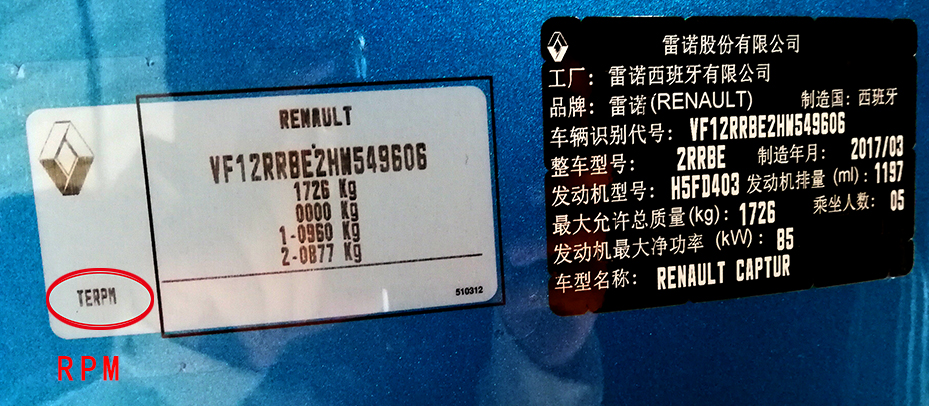 RENAULT
VF12RRBE2HW549606
1726 Kg
0000 Kg
1-0960 Kg
2-0877 Kg
TERPM
510312
RPM
雷诺股份有限公司
工厂：雷诺西班牙有限公司
品牌：雷诺(RENAULT) 制造国：西班牙
车辆识别代号：VF12RRBE2HW549606
整车型号：2RRBE 制造年月：2017/03
发动机型号：H5FD403 发动机排量(ml)：1197
最大允许总质量(kg)：1726 乘坐人数：05
发动机最大净功率(kW)：85
车型名称：RENAULT CAPTUR